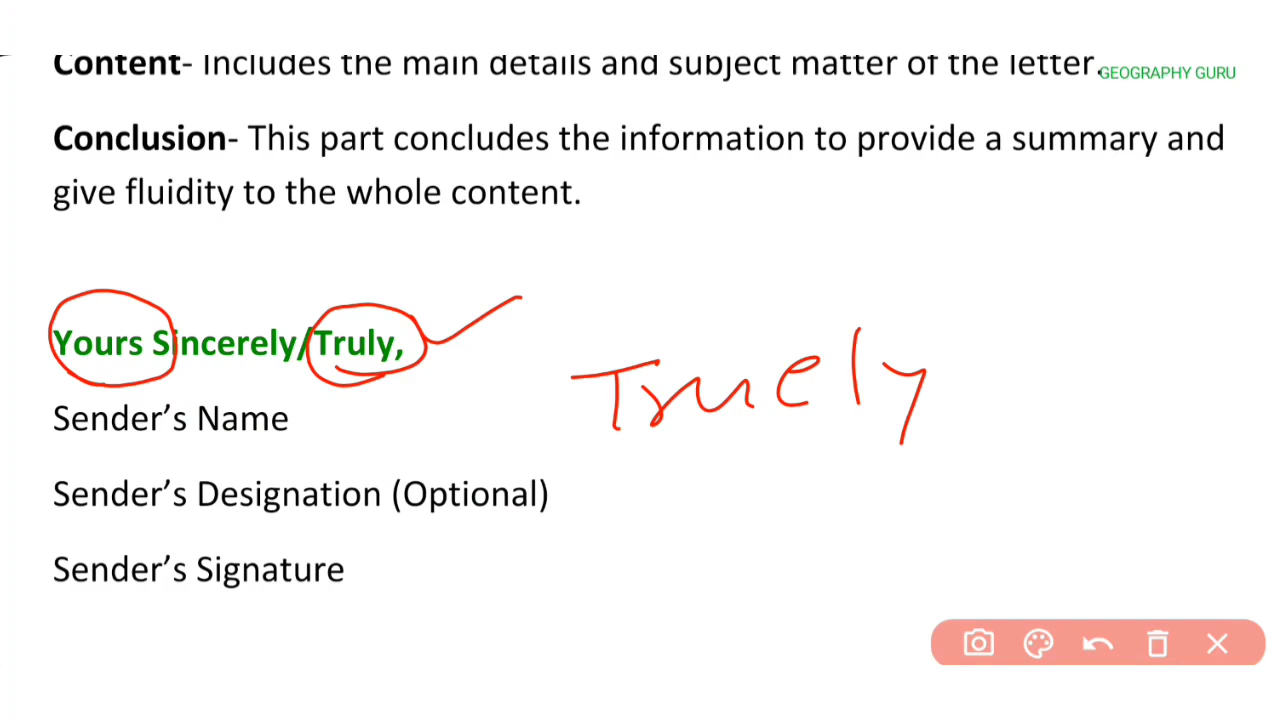 Content- Includes the main details and subject matter of the letter.
GEOGRAPHY GURU
Conclusion- This part concludes the information to provide a summary and
give fluidity to the whole content.
Yours Sincerely/Truly,
Truely
Sender's Name
Sender's Designation (Optional)
Sender's Signature